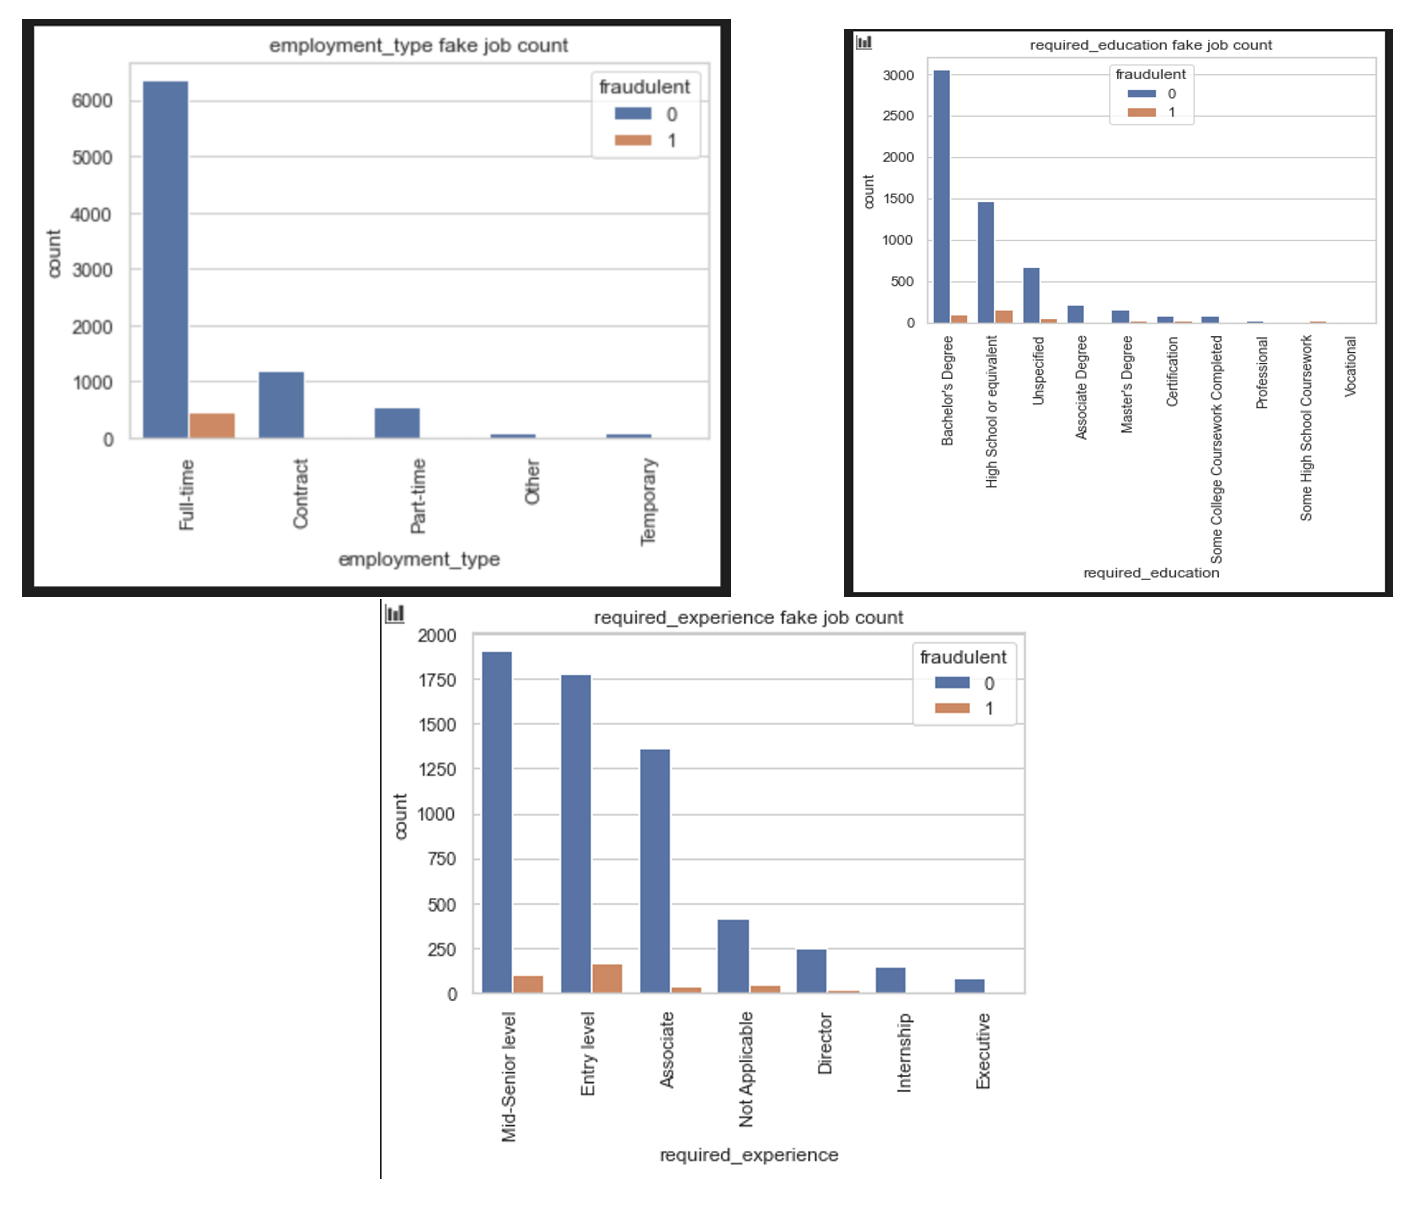 employment_type fake job count
fraudulent
0
1
6000
5000
4000
3000
2000
1000
0
count
Full-time
Contract
Part-time
Other
Temporary
employment_type
required_education fake job count
fraudulent
0
1
3000
2500
2000
1500
1000
500
0
count
Bachelor's Degree
High School or equivalent
Unspecified
Associate Degree
Master's Degree
Certification
Some College Coursework Completed
Professional
Some High School Coursework
Vocational
required_education
required_experience fake job count
fraudulent
0
1
2000
1750
1500
1250
1000
750
500
250
0
count
Mid-Senior level
Entry level
Associate
Not Applicable
Director
Internship
Executive
required_experience